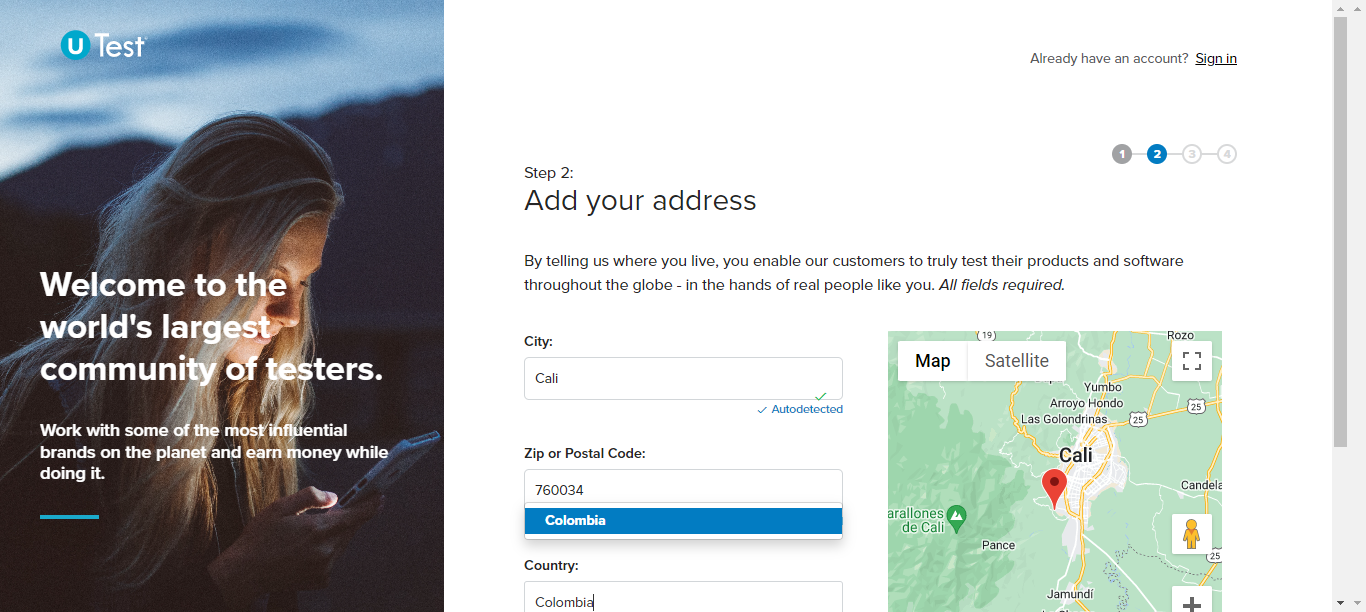 U Test
Already have an account? Sign in
1 2 3 4
Step 2:
Add your address
Welcome to the
world's largest
community of testers.
Work with some of the most influential
brands on the planet and earn money while
doing it.
By telling us where you live, you enable our customers to truly test their products and software
throughout the globe - in the hands of real people like you. All fields required.
City:
Cali
Autodetected
Zip or Postal Code:
760034
Colombia
Country:
Colombia
19
Rozo
Map Satellite
Yumbo
Arroyo Hondo
25
Las Golondrinas
25
Cali
Candela
arallones
de Cali
Pance
25
Jamundí